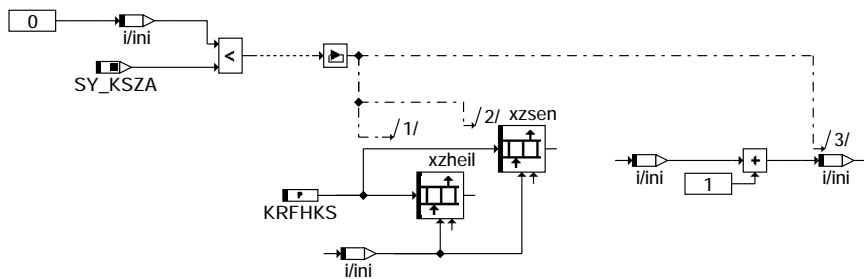 0
i/ini
<
SY_KSZA
/1/
/2/
xzsen
/3/
xzheil
i/ini
+
i/ini
1
P
KRFHKS
i/ini